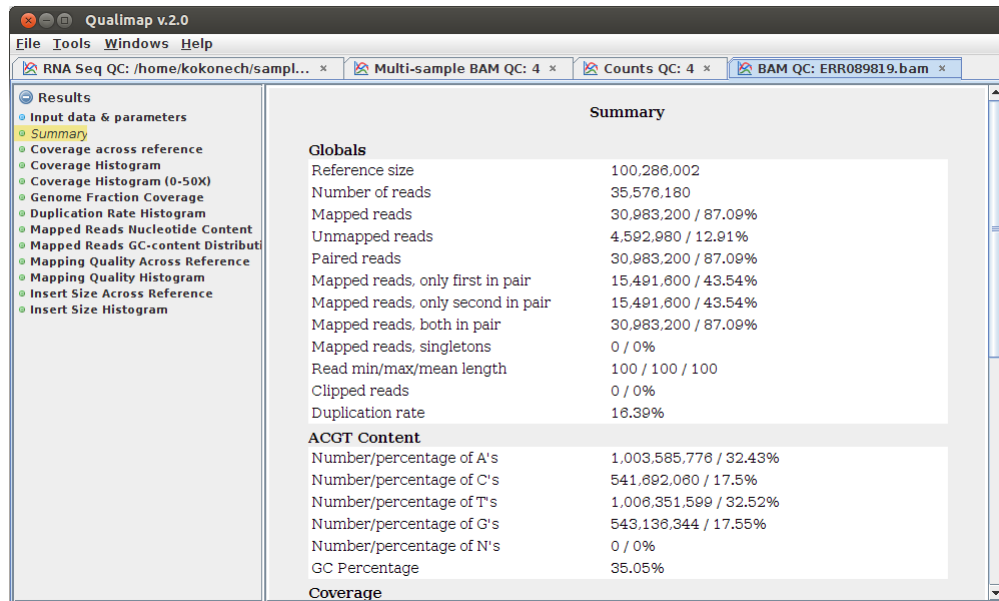 Qualimap v.2.0
File Tools Windows Help
RNA Seq QC: /home/kokonech/sampl... × Multi-sample BAM QC: 4 × Counts QC: 4 × BAM QC: ERR089819.bam ×
Results
Input data & parameters
Summary
Coverage across reference
Coverage Histogram
Coverage Histogram (0-50X)
Genome Fraction Coverage
Duplication Rate Histogram
Mapped Reads Nucleotide Content
Mapped Reads GC-content Distributi
Mapping Quality Across Reference
Mapping Quality Histogram
Insert Size Across Reference
Insert Size Histogram
Summary
Globals
Reference size 100,286,002
Number of reads 35,576,180
Mapped reads 30,983,200 / 87.09%
Unmapped reads 4,592,980 / 12.91%
Paired reads 30,983,200 / 87.09%
Mapped reads, only first in pair 15,491,600 / 43.54%
Mapped reads, only second in pair 15,491,600 / 43.54%
Mapped reads, both in pair 30,983,200 / 87.09%
Mapped reads, singletons 0 / 0%
Read min/max/mean length 100 / 100 / 100
Clipped reads 0 / 0%
Duplication rate 16.39%
ACGT Content
Number/percentage of A's 1,003,585,776 / 32.43%
Number/percentage of C's 541,692,060 / 17.5%
Number/percentage of T's 1,006,351,599 / 32.52%
Number/percentage of G's 543,136,344 / 17.55%
Number/percentage of N's 0 / 0%
GC Percentage 35.05%
Coverage